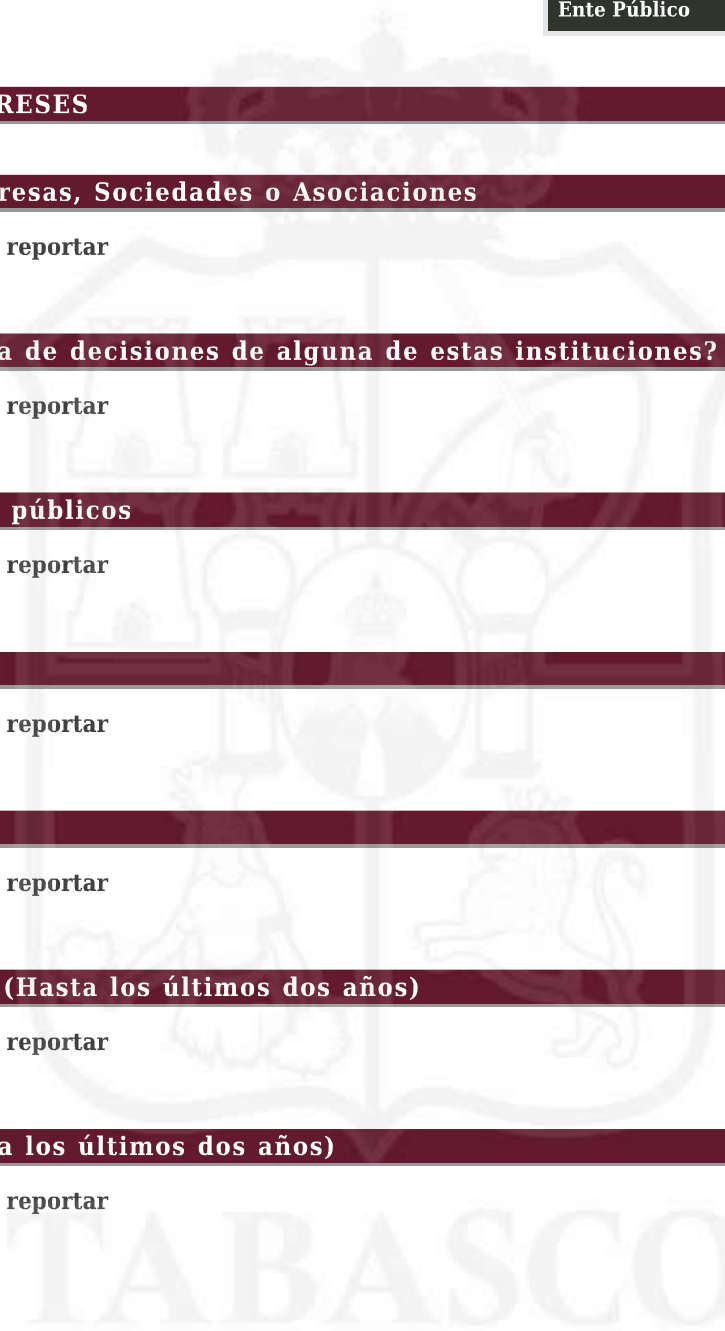 Ente Público
RESES
resas, Sociedades o Asociaciones
reportar
a de decisiones de alguna de estas instituciones?
reportar
públicos
reportar
reportar
reportar
(Hasta los últimos dos años)
reportar
a los últimos dos años)
reportar
TABASCO